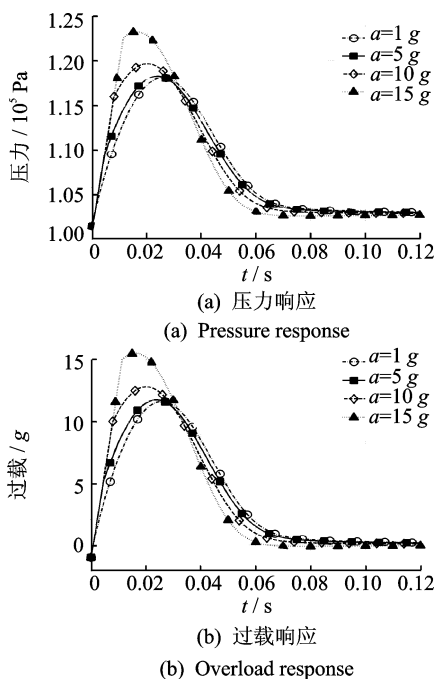 1.25
1.20
1.15
1.10
1.05
1.00
压力 / 10⁵ Pa
a=1 g
a=5 g
a=10 g
a=15 g
0 0.02 0.04 0.06 0.08 0.10 0.12
t / s
(a) 压力响应
(a) Pressure response
15
10
5
0
过载 / g
a=1 g
a=5 g
a=10 g
a=15 g
0 0.02 0.04 0.06 0.08 0.10 0.12
t / s
(b) 过载响应
(b) Overload response